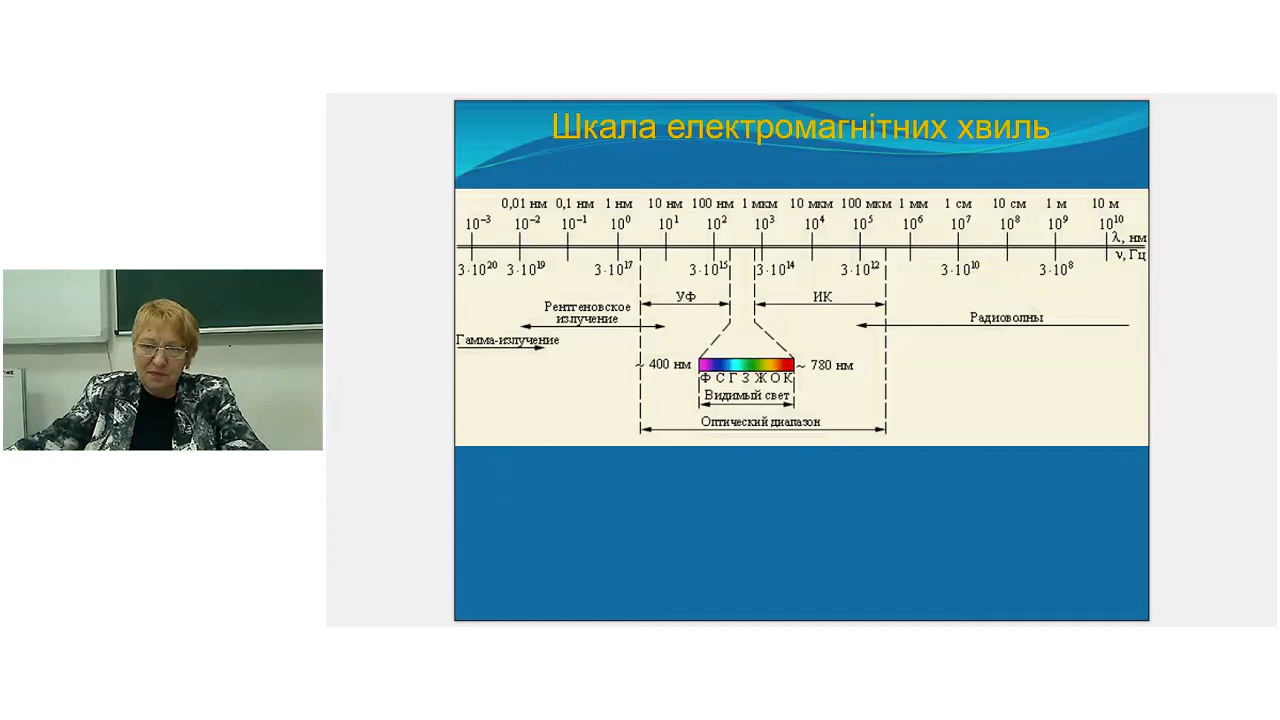 Шкала електромагнітних хвиль
0,01 нм 0,1 нм 1 нм 10 нм 100 нм 1 мкм 10 мкм 100 мкм 1 мм 1 см 10 см 1 м 10 м
10⁻³ 10⁻² 10⁻¹ 10⁰ 10¹ 10² 10³ 10⁴ 10⁵ 10⁶ 10⁷ 10⁸ 10⁹ 10¹⁰
λ, нм
ν, Гц
3·10²⁰ 3·10¹⁹ 3·10¹⁷ 3·10¹⁵ 3·10¹⁴ 3·10¹² 3·10¹⁰ 3·10⁸
УФ ИК
Рентгеновское
излучение
Радиоволны
Гамма-излучение
~ 400 нм ~ 780 нм
Ф С Г З Ж О К
Видимый свет
Оптический диапазон